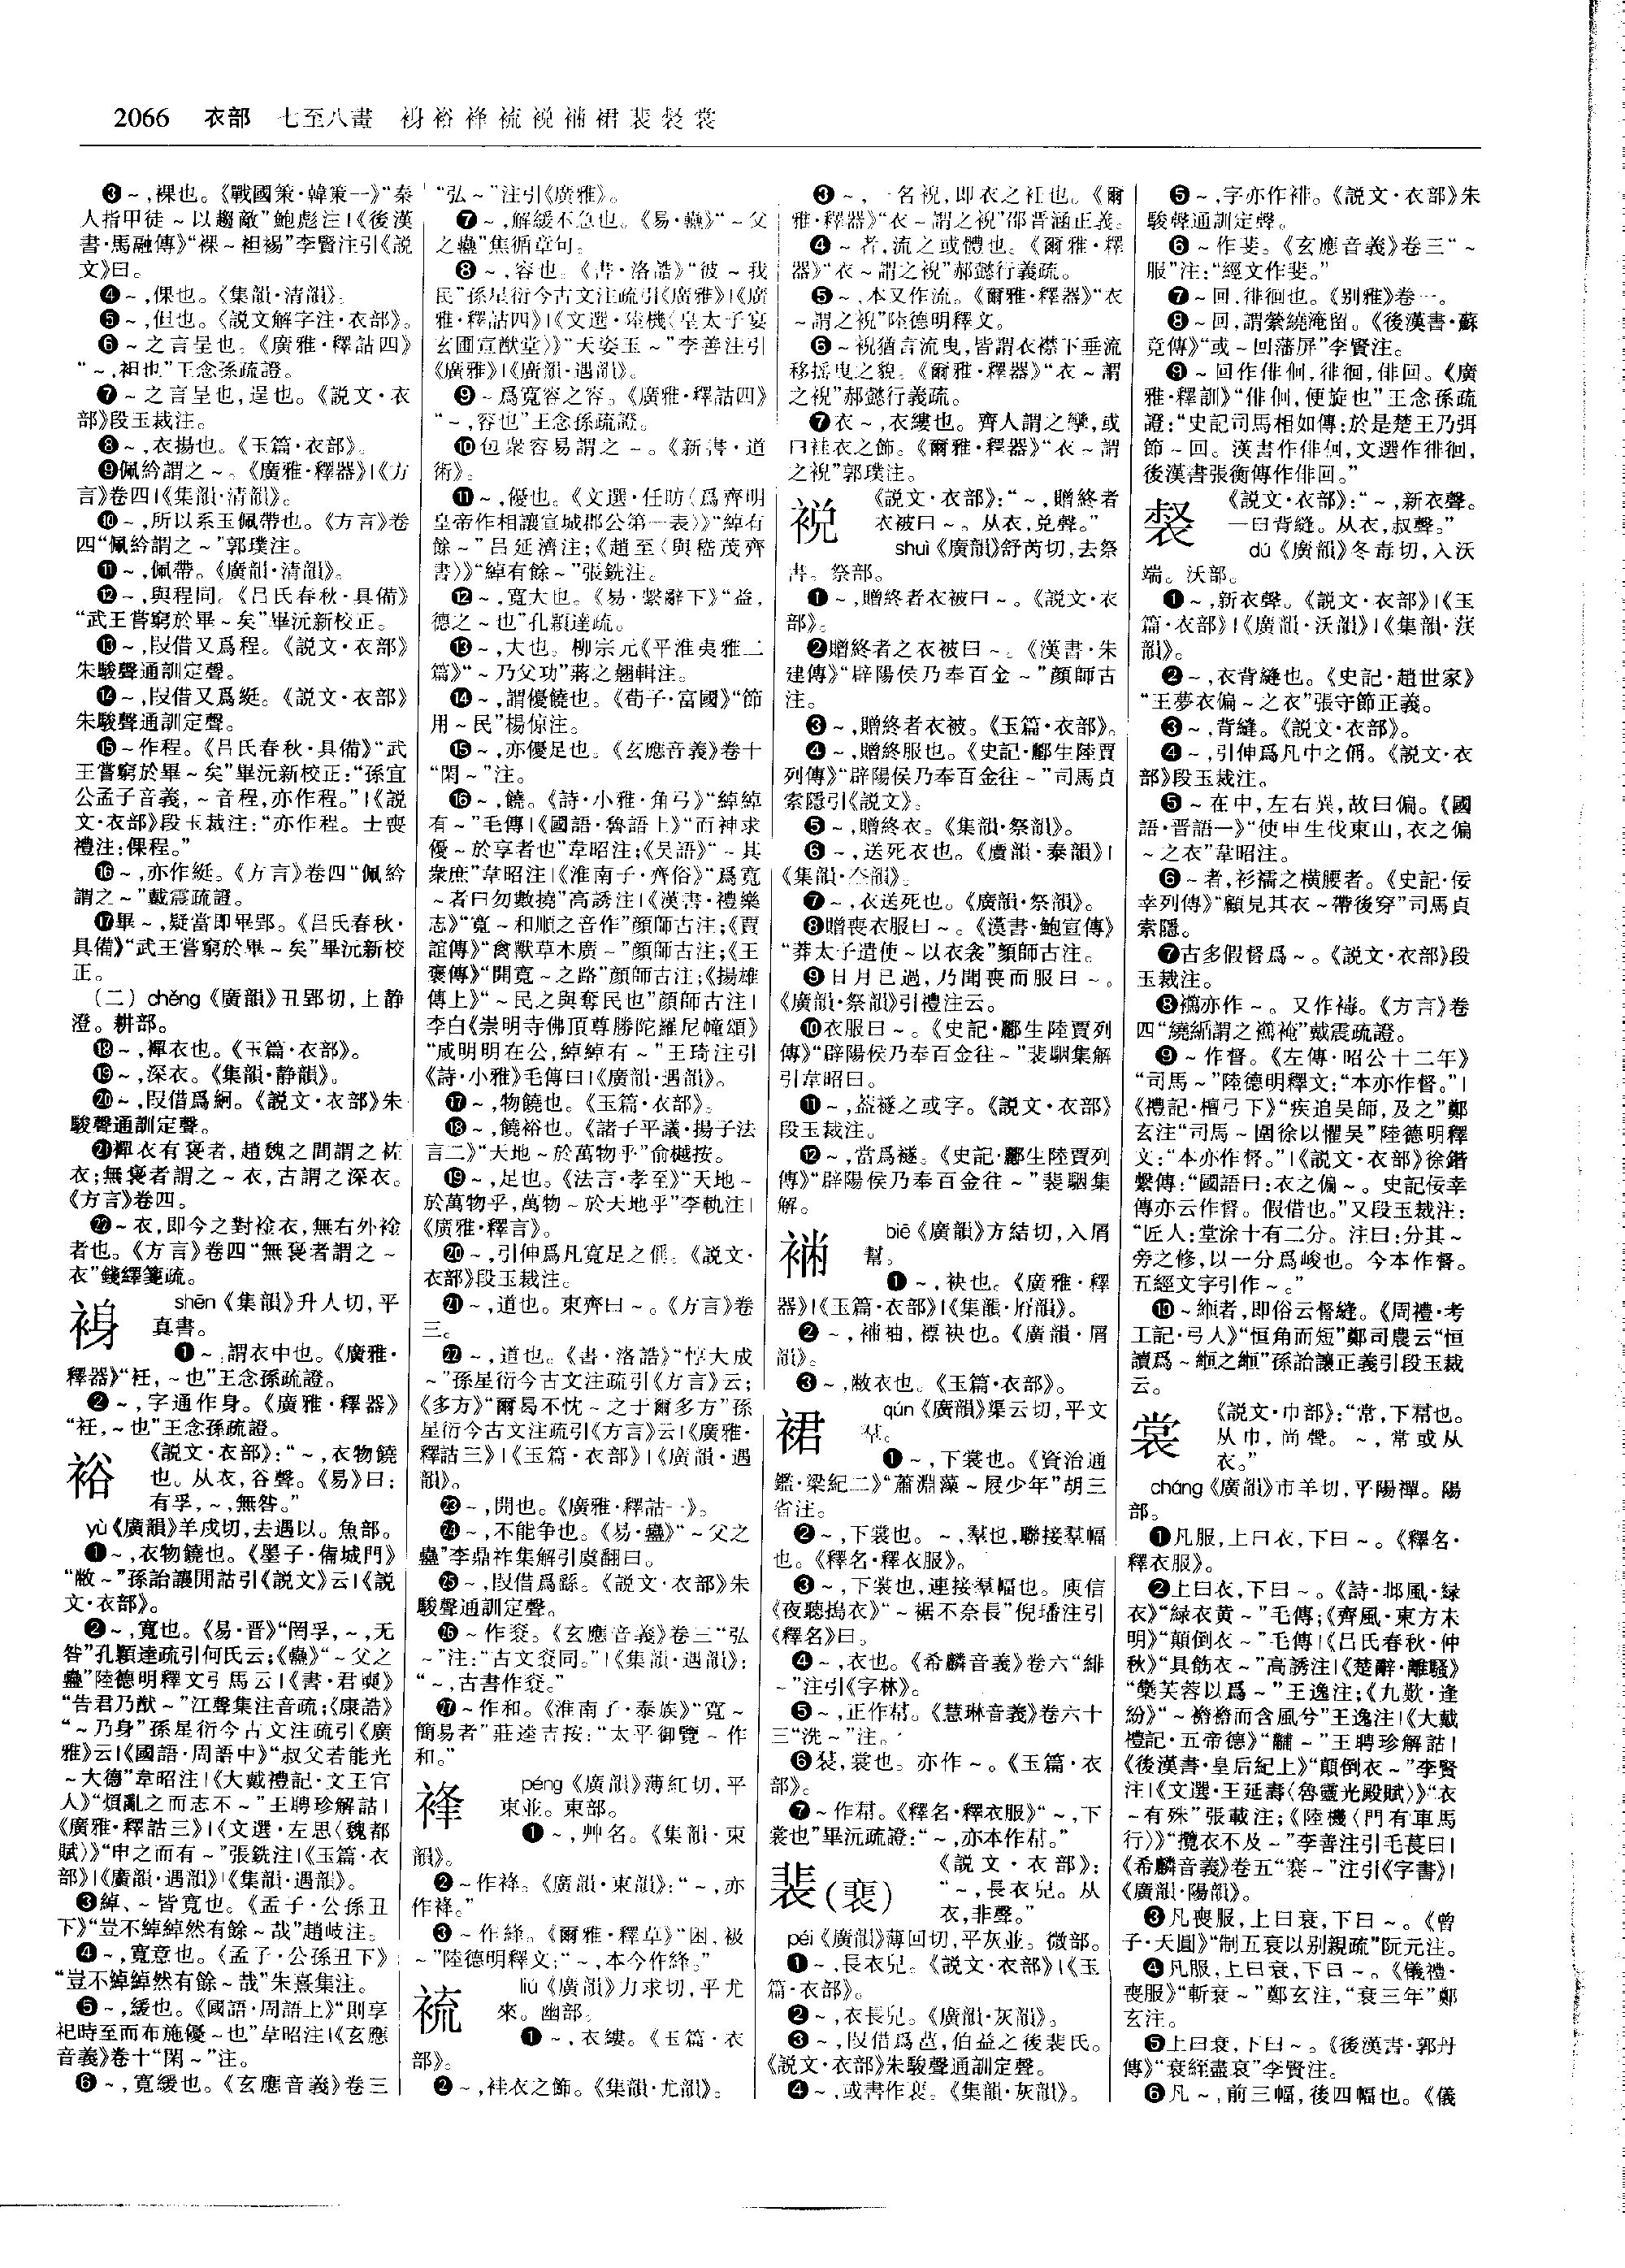 2066 衣部 七至八畫 裑裕袶裗祱補裙裴裻裳
❸～,裸也。《戰國策·韓策一》“秦
人指甲徒～以趨敵”鮑彪注|《後漢
書·馬融傳》“裸～袒裼”李賢注引《説
文》曰。
❹～,倮也。《集韻·清韻》。
❺～,但也。《説文解字注·衣部》。
❻～之言呈也。《廣雅·釋詁四》
“～,袒也”王念孫疏證。
❼～之言呈也,逞也。《説文·衣
部》段玉裁注。
❽～,衣揚也。《玉篇·衣部》。
❾佩紟謂之～。《廣雅·釋器》|《方
言》卷四|《集韻·清韻》。
❿～,所以系玉佩帶也。《方言》卷
四“佩紟謂之～”郭璞注。
⓫～,佩帶。《廣韻·清韻》。
⓬～,與程同。《吕氏春秋·具備》
“武王嘗窮於畢～矣”畢沅新校正。
⓭～,叚借又爲程。《説文·衣部》
朱駿聲通訓定聲。
⓮～,叚借又爲綎。《説文·衣部》
朱駿聲通訓定聲。
⓯～作程。《吕氏春秋·具備》“武
王嘗窮於畢～矣”畢沅新校正:“孫宣
公孟子音義,～音程,亦作程。”|《説
文·衣部》段玉裁注:“亦作程。士喪
禮注:倮程。”
⓰～,亦作綎。《方言》卷四“佩紟
謂之～”戴震疏證。
⓱畢～,疑當即畢郢。《吕氏春秋·
具備》“武王嘗窮於畢～矣”畢沅新校
正。
(二) chěng《廣韻》丑郢切,上静
澄。耕部。
⓲～,襌衣也。《玉篇·衣部》。
⓳～,深衣。《集韻·静韻》。
⓴～,叚借爲絅。《説文·衣部》朱
駿聲通訓定聲。
㉑襌衣有袌者,趙魏之間謂之袏
衣;無袌者謂之～衣,古謂之深衣。
《方言》卷四。
㉒～衣,即今之對裣衣,無右外裣
者也。《方言》卷四“無袌者謂之～
衣”錢繹箋疏。
裑 shēn《集韻》升人切,平
真書。
❶～,謂衣中也。《廣雅·
釋器》“衽,～也”王念孫疏證。
❷～,字通作身。《廣雅·釋器》
“衽,～也”王念孫疏證。
裕 《説文·衣部》:“～,衣物饒
也。从衣,谷聲。《易》曰:
有孚,～,無咎。”
yù《廣韻》羊戍切,去遇以。魚部。
❶～,衣物饒也。《墨子·備城門》
“敝～”孫詒讓閒詁引《説文》云|《説
文·衣部》。
❷～,寬也。《易·晋》“罔孚,～,无
咎”孔穎達疏引何氏云;《蠱》“～父之
蠱”陸德明釋文引馬云|《書·君奭》
“告君乃猷～”江聲集注音疏;《康誥》
“～乃身”孫星衍今古文注疏引《廣
雅》云|《國語·周語中》“叔父若能光
～大德”韋昭注|《大戴禮記·文王官
人》“煩亂之而志不～”王聘珍解詁|
《廣雅·釋詁三》|《文選·左思〈魏都
賦〉》“申之而有～”張銑注|《玉篇·衣
部》|《廣韻·遇韻》|《集韻·遇韻》。
❸綽、～皆寬也。《孟子·公孫丑
下》“豈不綽綽然有餘～哉”趙岐注。
❹～,寬意也。《孟子·公孫丑下》
“豈不綽綽然有餘～哉”朱熹集注。
❺～,緩也。《國語·周語上》“則享
祀時至而布施優～也”韋昭注|《玄應
音義》卷十“閑～”注。
❻～,寬緩也。《玄應音義》卷三
“弘～”注引《廣雅》。
❼～,解緩不急也。《易·蠱》“～父
之蠱”焦循章句。
❽～,容也。《書·洛誥》“彼～我
民”孫星衍今古文注疏引《廣雅》|《廣
雅·釋詁四》|《文選·陸機〈皇太子宴
玄圃宣猷堂〉》“天姿玉～”李善注引
《廣雅》|《廣韻·遇韻》。
❾～爲寬容之容。《廣雅·釋詁四》
“～,容也”王念孫疏證。
❿包衆容易謂之～。《新書·道
術》。
⓫～,優也。《文選·任昉〈爲齊明
皇帝作相讓宣城郡公第一表〉》“綽有
餘～”吕延濟注;《趙至〈與嵇茂齊
書〉》“綽有餘～”張銑注。
⓬～,寬大也。《易·繫辭下》“益,
德之～也”孔穎達疏。
⓭～,大也。柳宗元《平淮夷雅二
篇》“～乃父功”蔣之翹輯注。
⓮～,謂優饒也。《荀子·富國》“節
用～民”楊倞注。
⓯～,亦優足也。《玄應音義》卷十
“閑～”注。
⓰～,饒。《詩·小雅·角弓》“綽綽
有～”毛傳|《國語·魯語上》“而神求
優～於享者也”韋昭注;《吴語》“～其
衆庶”韋昭注|《淮南子·齊俗》“爲寬
～者曰勿數撓”高誘注|《漢書·禮樂
志》“寬～和順之音作”顔師古注;《賈
誼傳》“禽獸草木廣～”顔師古注;《王
褒傳》“開寬～之路”顔師古注;《揚雄
傳上》“～民之與奪民也”顔師古注|
李白《崇明寺佛頂尊勝陀羅尼幢頌》
“咸明明在公,綽綽有～”王琦注引
《詩·小雅》毛傳曰|《廣韻·遇韻》。
⓱～,物饒也。《玉篇·衣部》。
⓲～,饒裕也。《諸子平議·揚子法
言二》“天地～於萬物乎”俞樾按。
⓳～,足也。《法言·孝至》“天地～
於萬物乎,萬物～於天地乎”李軌注|
《廣雅·釋言》。
⓴～,引伸爲凡寬足之偁。《説文·
衣部》段玉裁注。
㉑～,道也。東齊曰～。《方言》卷
三。
㉒～,道也。《書·洛誥》“惇大成
～”孫星衍今古文注疏引《方言》云;
《多方》“爾曷不忱～之于爾多方”孫
星衍今古文注疏引《方言》云|《廣雅·
釋詁三》|《玉篇·衣部》|《廣韻·遇
韻》。
㉓～,開也。《廣雅·釋詁一》。
㉔～,不能争也。《易·蠱》“～父之
蠱”李鼎祚集解引虞翻曰。
㉕～,叚借爲繇。《説文·衣部》朱
駿聲通訓定聲。
㉖～作袞。《玄應音義》卷三“弘
～”注:“古文袞同。”|《集韻·遇韻》:
“～,古書作袞。”
㉗～作和。《淮南子·泰族》“寬～
簡易者”莊逵吉按:“太平御覽～作
和。”
袶 péng《廣韻》薄紅切,平
東並。東部。
❶～,艸名。《集韻·東
韻》。
❷～作袶。《廣韻·東韻》:“～,亦
作袶。”
❸～作絳。《爾雅·釋草》“困,衱
～”陸德明釋文:“～,本今作絳。”
裗 liú《廣韻》力求切,平尤
來。幽部。
❶～,衣縷。《玉篇·衣
部》。
❷～,袿衣之飾。《集韻·尤韻》。
❸～,一名祝,即衣之衽也。《爾
雅·釋器》“衣～謂之祝”邵晋涵正義。
❹～者,流之或體也。《爾雅·釋
器》“衣～謂之祝”郝懿行義疏。
❺～,本又作流。《爾雅·釋器》“衣
～謂之祝”陸德明釋文。
❻～祝猶言流曳,皆謂衣襟下垂流
移摇曳之貌。《爾雅·釋器》“衣～謂
之祝”郝懿行義疏。
❼衣～,衣縷也。齊人謂之攣,或
曰袿衣之飾。《爾雅·釋器》“衣～謂
之祝”郭璞注。
祱 《説文·衣部》:“～,贈終者
衣被曰～。从衣,兑聲。”
shuì《廣韻》舒芮切,去祭
書。祭部。
❶～,贈終者衣被曰～。《説文·衣
部》。
❷贈終者之衣被曰～。《漢書·朱
建傳》“辟陽侯乃奉百金～”顔師古
注。
❸～,贈終者衣被。《玉篇·衣部》。
❹～,贈終服也。《史記·酈生陸賈
列傳》“辟陽侯乃奉百金往～”司馬貞
索隱引《説文》。
❺～,贈終衣。《集韻·祭韻》。
❻～,送死衣也。《廣韻·泰韻》|
《集韻·夳韻》。
❼～,衣送死也。《廣韻·祭韻》。
❽贈喪衣服曰～。《漢書·鮑宣傳》
“莽太子遣使～以衣衾”顔師古注。
❾日月已過,乃聞喪而服曰～。
《廣韻·祭韻》引禮注云。
❿衣服曰～。《史記·酈生陸賈列
傳》“辟陽侯乃奉百金往～”裴駰集解
引韋昭曰。
⓫～,葢襚之或字。《説文·衣部》
段玉裁注。
⓬～,當爲襚。《史記·酈生陸賈列
傳》“辟陽侯乃奉百金往～”裴駰集
解。
biē《廣韻》方結切,入屑
幫。
❶～,袂也。《廣雅·釋
器》|《玉篇·衣部》|《集韻·屑韻》。
❷～,補袖,褾袂也。《廣韻·屑
韻》。
❸～,敝衣也。《玉篇·衣部》。
裙 qún《廣韻》渠云切,平文
羣。
❶～,下裳也。《資治通
鑑·梁紀二》“蕭淵藻～屐少年”胡三
省注。
❷～,下裳也。～,羣也,聯接羣幅
也。《釋名·釋衣服》。
❸～,下裳也,連接羣幅也。庾信
《夜聽搗衣》“～裾不奈長”倪璠注引
《釋名》曰。
❹～,衣也。《希麟音義》卷六“緋
～”注引《字林》。
❺～,正作帬。《慧琳音義》卷六十
三“洗～”注。
❻裠,裳也。亦作～。《玉篇·衣
部》。
❼～作帬。《釋名·釋衣服》“～,下
裳也”畢沅疏證:“～,亦本作帬。”
裴(裵) 《説文·衣部》:
“～,長衣皃。从
衣,非聲。”
péi《廣韻》薄回切,平灰並。微部。
❶～,長衣皃。《説文·衣部》|《玉
篇·衣部》。
❷～,衣長皃。《廣韻·灰韻》。
❸～,叚借爲䔹,伯益之後裴氏。
《説文·衣部》朱駿聲通訓定聲。
❹～,或書作裵。《集韻·灰韻》。
❺～,字亦作裶。《説文·衣部》朱
駿聲通訓定聲。
❻～作斐。《玄應音義》卷三“～
服”注:“經文作斐。”
❼～回,徘徊也。《别雅》卷一。
❽～回,謂縈繞淹留。《後漢書·蘇
竟傳》“或～回藩屏”李賢注。
❾～回作俳佪,徘徊,俳回。《廣
雅·釋訓》“俳佪,便旋也”王念孫疏
證:“史記司馬相如傳:於是楚王乃弭
節～回。漢書作俳佪,文選作徘徊,
後漢書張衡傳作俳回。”
裻 《説文·衣部》:“～,新衣聲。
一曰背縫。从衣,叔聲。”
dú《廣韻》冬毒切,入沃
端。沃部。
❶～,新衣聲。《説文·衣部》|《玉
篇·衣部》|《廣韻·沃韻》|《集韻·沃
韻》。
❷～,衣背縫也。《史記·趙世家》
“王夢衣偏～之衣”張守節正義。
❸～,背縫。《説文·衣部》。
❹～,引伸爲凡中之偁。《説文·衣
部》段玉裁注。
❺～在中,左右異,故曰偏。《國
語·晋語一》“使申生伐東山,衣之偏
～之衣”韋昭注。
❻～者,衫襦之横腰者。《史記·佞
幸列傳》“顧見其衣～帶後穿”司馬貞
索隱。
❼古多假督爲～。《説文·衣部》段
玉裁注。
❽襦亦作～。又作䙱。《方言》卷
四“繞緬謂之襦裺”戴震疏證。
❾～作督。《左傳·昭公十二年》
“司馬～”陸德明釋文:“本亦作督。”|
《禮記·檀弓下》“疾追吴師,及之”鄭
玄注“司馬～圍徐以懼吴”陸德明釋
文:“本亦作督。”|《説文·衣部》徐鍇
繫傳:“國語曰:衣之偏～。史記佞幸
傳亦云作督。假借也。”又段玉裁注:
“匠人:堂涂十有二分。注曰:分其～
旁之修,以一分爲峻也。今本作督。
五經文字引作～。”
❿～緬者,即俗云督縫。《周禮·考
工記·弓人》“恒角而短”鄭司農云“恒
讀爲～緬之緬”孫詒讓正義引段玉裁
云。
裳 《説文·巾部》:“常,下帬也。
从巾,尚聲。～,常或从
衣。”
cháng《廣韻》市羊切,平陽禪。陽
部。
❶凡服,上曰衣,下曰～。《釋名·
釋衣服》。
❷上曰衣,下曰～。《詩·邶風·緑
衣》“緑衣黄～”毛傳;《齊風·東方未
明》“顛倒衣～”毛傳|《吕氏春秋·仲
秋》“具飭衣～”高誘注|《楚辭·離騷》
“蘗芙蓉以爲～”王逸注;《九歎·逢
紛》“～襜襜而含風兮”王逸注|《大戴
禮記·五帝德》“黼～”王聘珍解詁|
《後漢書·皇后紀上》“顛倒衣～”李賢
注|《文選·王延壽〈魯靈光殿賦〉》“衣
～有殊”張載注;《陸機〈門有車馬
行〉》“攬衣不及～”李善注引毛萇曰|
《希麟音義》卷五“褰～”注引《字書》|
《廣韻·陽韻》。
❸凡喪服,上曰衰,下曰～。《曾
子·天圓》“制五衰以别親疏”阮元注。
❹凡服,上曰衰,下曰～。《儀禮·
喪服》“斬衰～”鄭玄注,“衰三年”鄭
玄注。
❺上曰衰,下曰～。《後漢書·郭丹
傳》“衰絰盡哀”李賢注。
❻凡～,前三幅,後四幅也。《儀